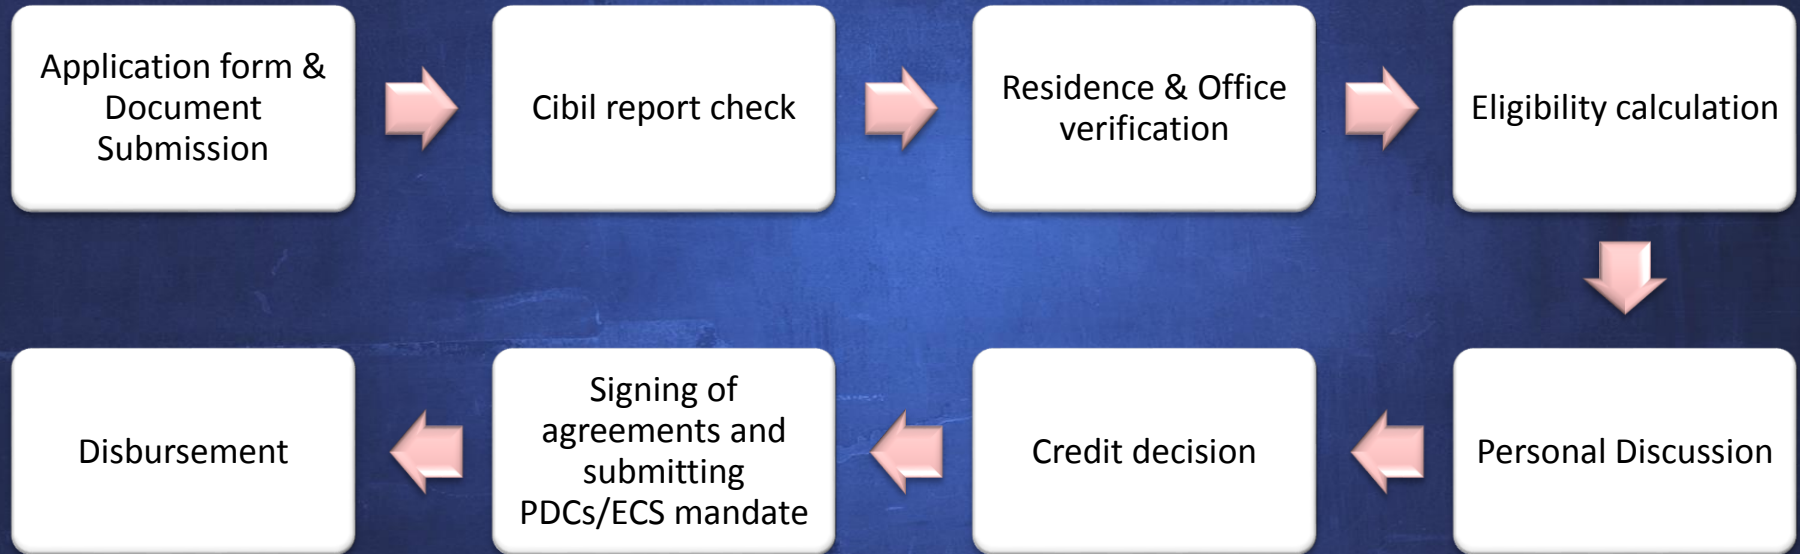 Application form &
Document
Submission
Cibil report check
Residence & Office
verification
Eligibility calculation
Personal Discussion
Credit decision
Signing of
agreements and
submitting
PDCs/ECS mandate
Disbursement